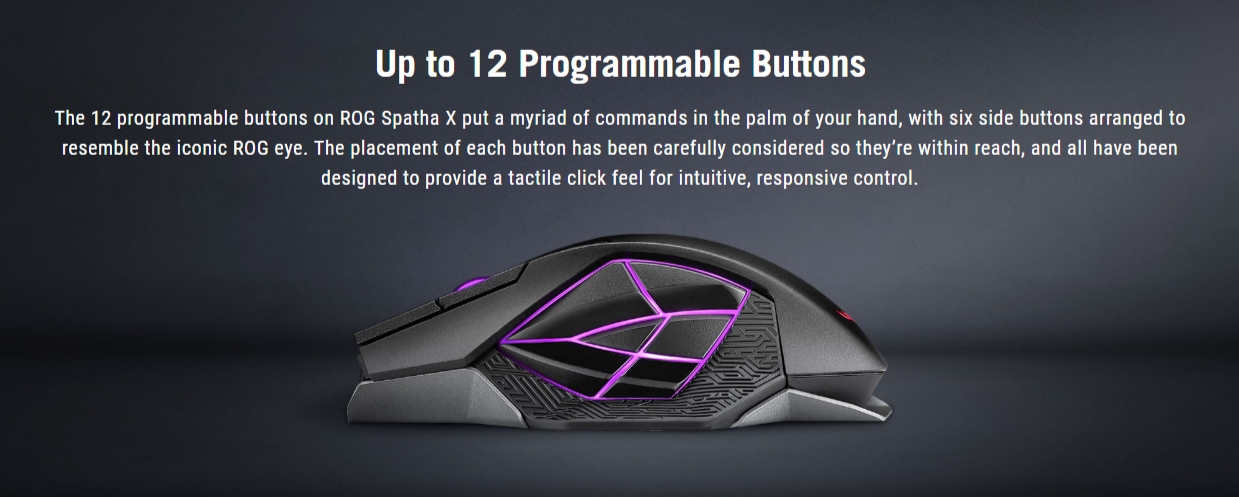 Up to 12 Programmable Buttons
The 12 programmable buttons on ROG Spatha X put a myriad of commands in the palm of your hand, with six side buttons arranged to
resemble the iconic ROG eye. The placement of each button has been carefully considered so they’re within reach, and all have been
designed to provide a tactile click feel for intuitive, responsive control.